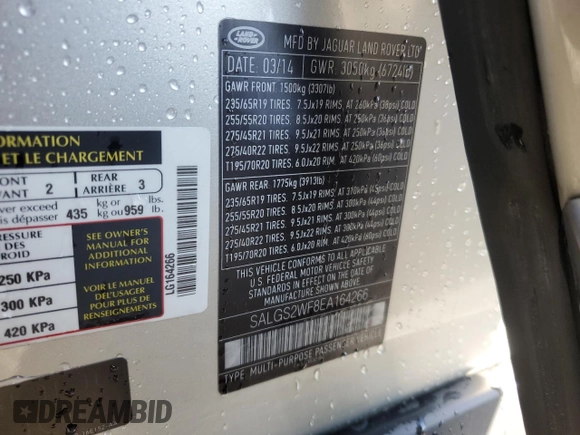 ORMATION
ET LE CHARGEMENT
RONT
VANT 2
REAR
ARRIÈRE 3
ver exceed
is dépasser 435 kg or kg ou 959 lbs. lb.
RESSURE
DES
ROID
250 KPa
300 KPa
420 KPa
SEE OWNER'S
MANUAL FOR
ADDITIONAL
INFORMATION
VOIR LE MANUEL
DE L'USAGER
POUR PLUS DE
RENSEIGNEMENTS
LG164266
LAND ROVER
MFD BY JAGUAR LAND ROVER LTD
DATE: 03/14 GWR: 3050kg (6724lb)
GAWR FRONT: 1500kg (3307lb)
235/65R19 TIRES. 7.5Jx19 RIMS. AT 260kPa (38psi) COLD
255/55R20 TIRES. 8.5Jx20 RIMS. AT 250kPa (36psi) COLD
275/45R21 TIRES. 9.5Jx21 RIMS. AT 250kPa (36psi) COLD
275/40R22 TIRES. 9.5Jx22 RIMS. AT 250kPa (36psi) COLD
T195/70R20 TIRES. 6.0Jx20 RIM. AT 420kPa (60psi) COLD
GAWR REAR: 1775kg (3913lb)
235/65R19 TIRES. 7.5Jx19 RIMS. AT 310kPa (45psi) COLD
255/55R20 TIRES. 8.5Jx20 RIMS. AT 300kPa (44psi) COLD
275/45R21 TIRES. 9.5Jx21 RIMS. AT 300kPa (44psi) COLD
275/40R22 TIRES. 9.5Jx22 RIMS. AT 300kPa (44psi) COLD
T195/70R20 TIRES. 6.0Jx20 RIM. AT 420kPa (60psi) COLD
THIS VEHICLE CONFORMS TO ALL APPLICABLE
U.S. FEDERAL MOTOR VEHICLE SAFETY
STANDARDS IN EFFECT ON THE DATE OF
MANUFACTURE SHOWN ABOVE
SALGS2WF8EA164266
TYPE: MULTI-PURPOSE PASSENGER VEHICLE
DREAMBID